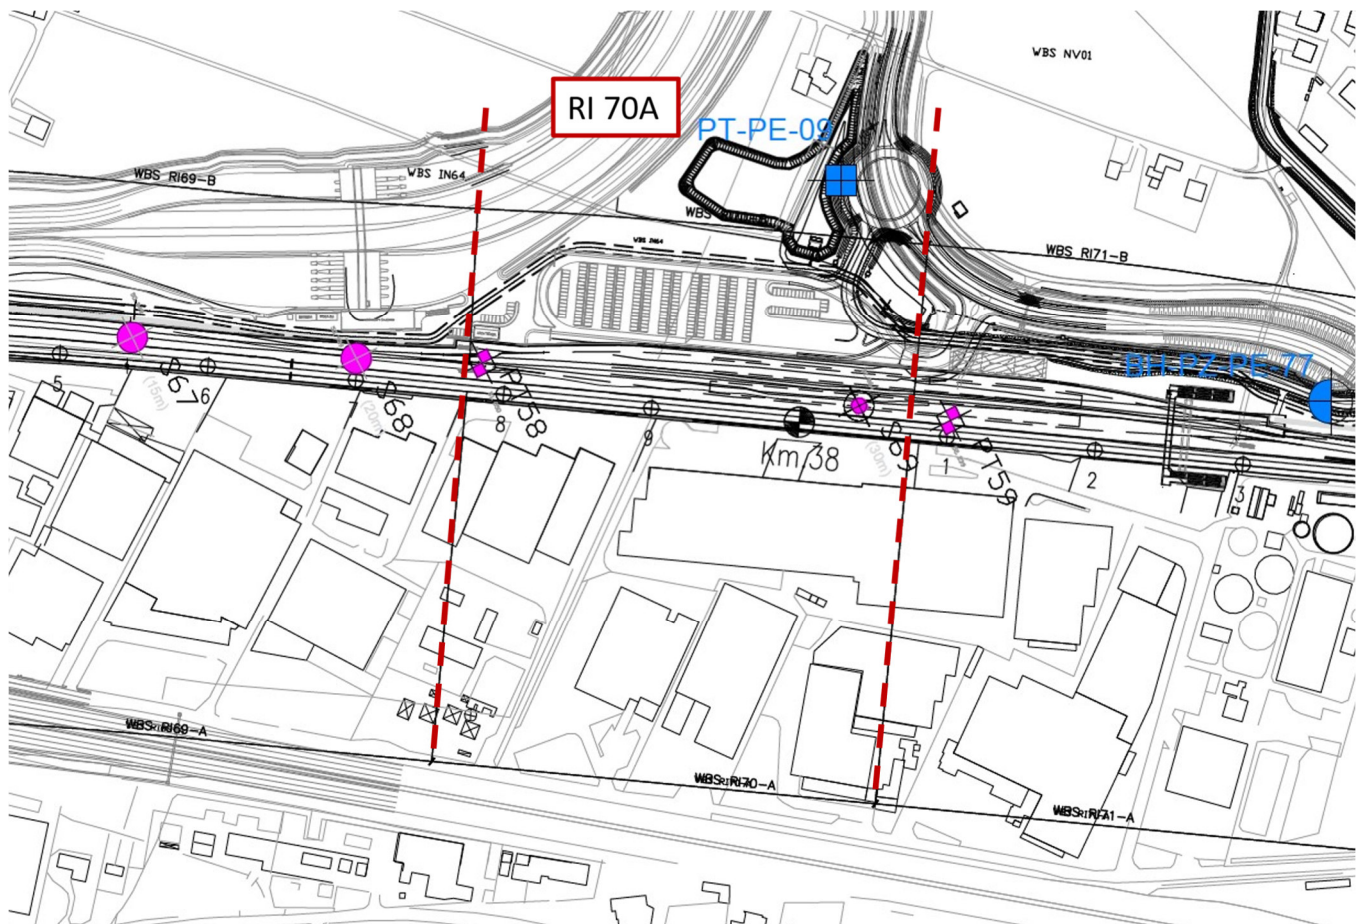 WBS NV01
RI 70A
PT-PE-09
WBS RI69-B
WBS IN64
WBS
WBS IN64
WBS RI71-B
BH-PZ-PE-77
5
S67
(15m)
6
S68
(20m)
PT58
8
9
Km.38
S69
(30m)
1
PT59
2
3
WBS RI69-A
WBS RI70-A
WBS RI71-A